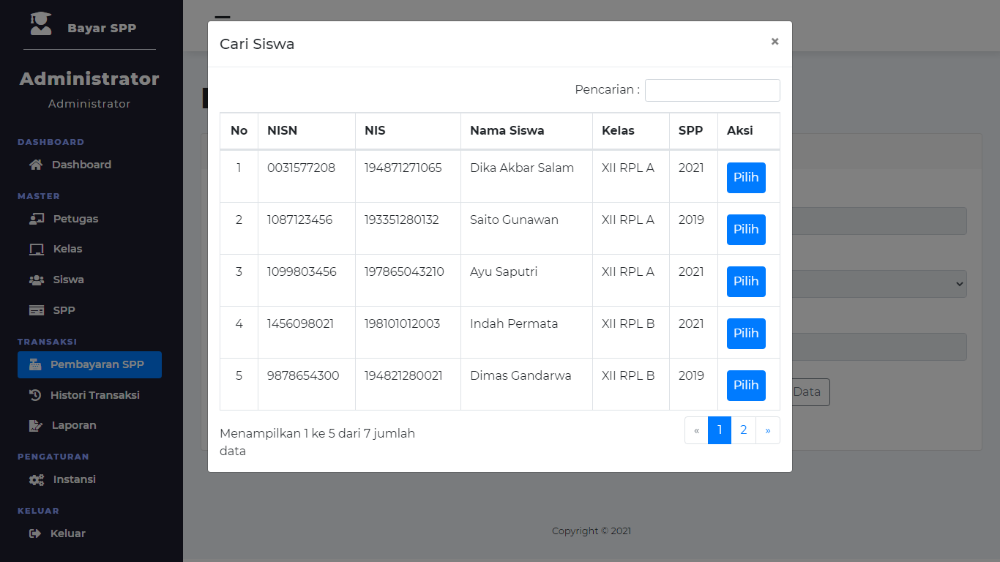 Bayar SPP
Administrator
Administrator
DASHBOARD
Dashboard
MASTER
Petugas
Kelas
Siswa
SPP
TRANSAKSI
Pembayaran SPP
Histori Transaksi
Laporan
PENGATURAN
Instansi
KELUAR
Keluar
Cari Siswa ×
Pencarian :
No NISN NIS Nama Siswa Kelas SPP Aksi
1 0031577208 194871271065 Dika Akbar Salam XII RPL A 2021 Pilih
2 1087123456 193351280132 Saito Gunawan XII RPL A 2019 Pilih
3 1099803456 197865043210 Ayu Saputri XII RPL A 2021 Pilih
4 1456098021 198101012003 Indah Permata XII RPL B 2021 Pilih
5 9878654300 194821280021 Dimas Gandarwa XII RPL B 2019 Pilih
Menampilkan 1 ke 5 dari 7 jumlah
data
« 1 2 »
Data
Copyright © 2021